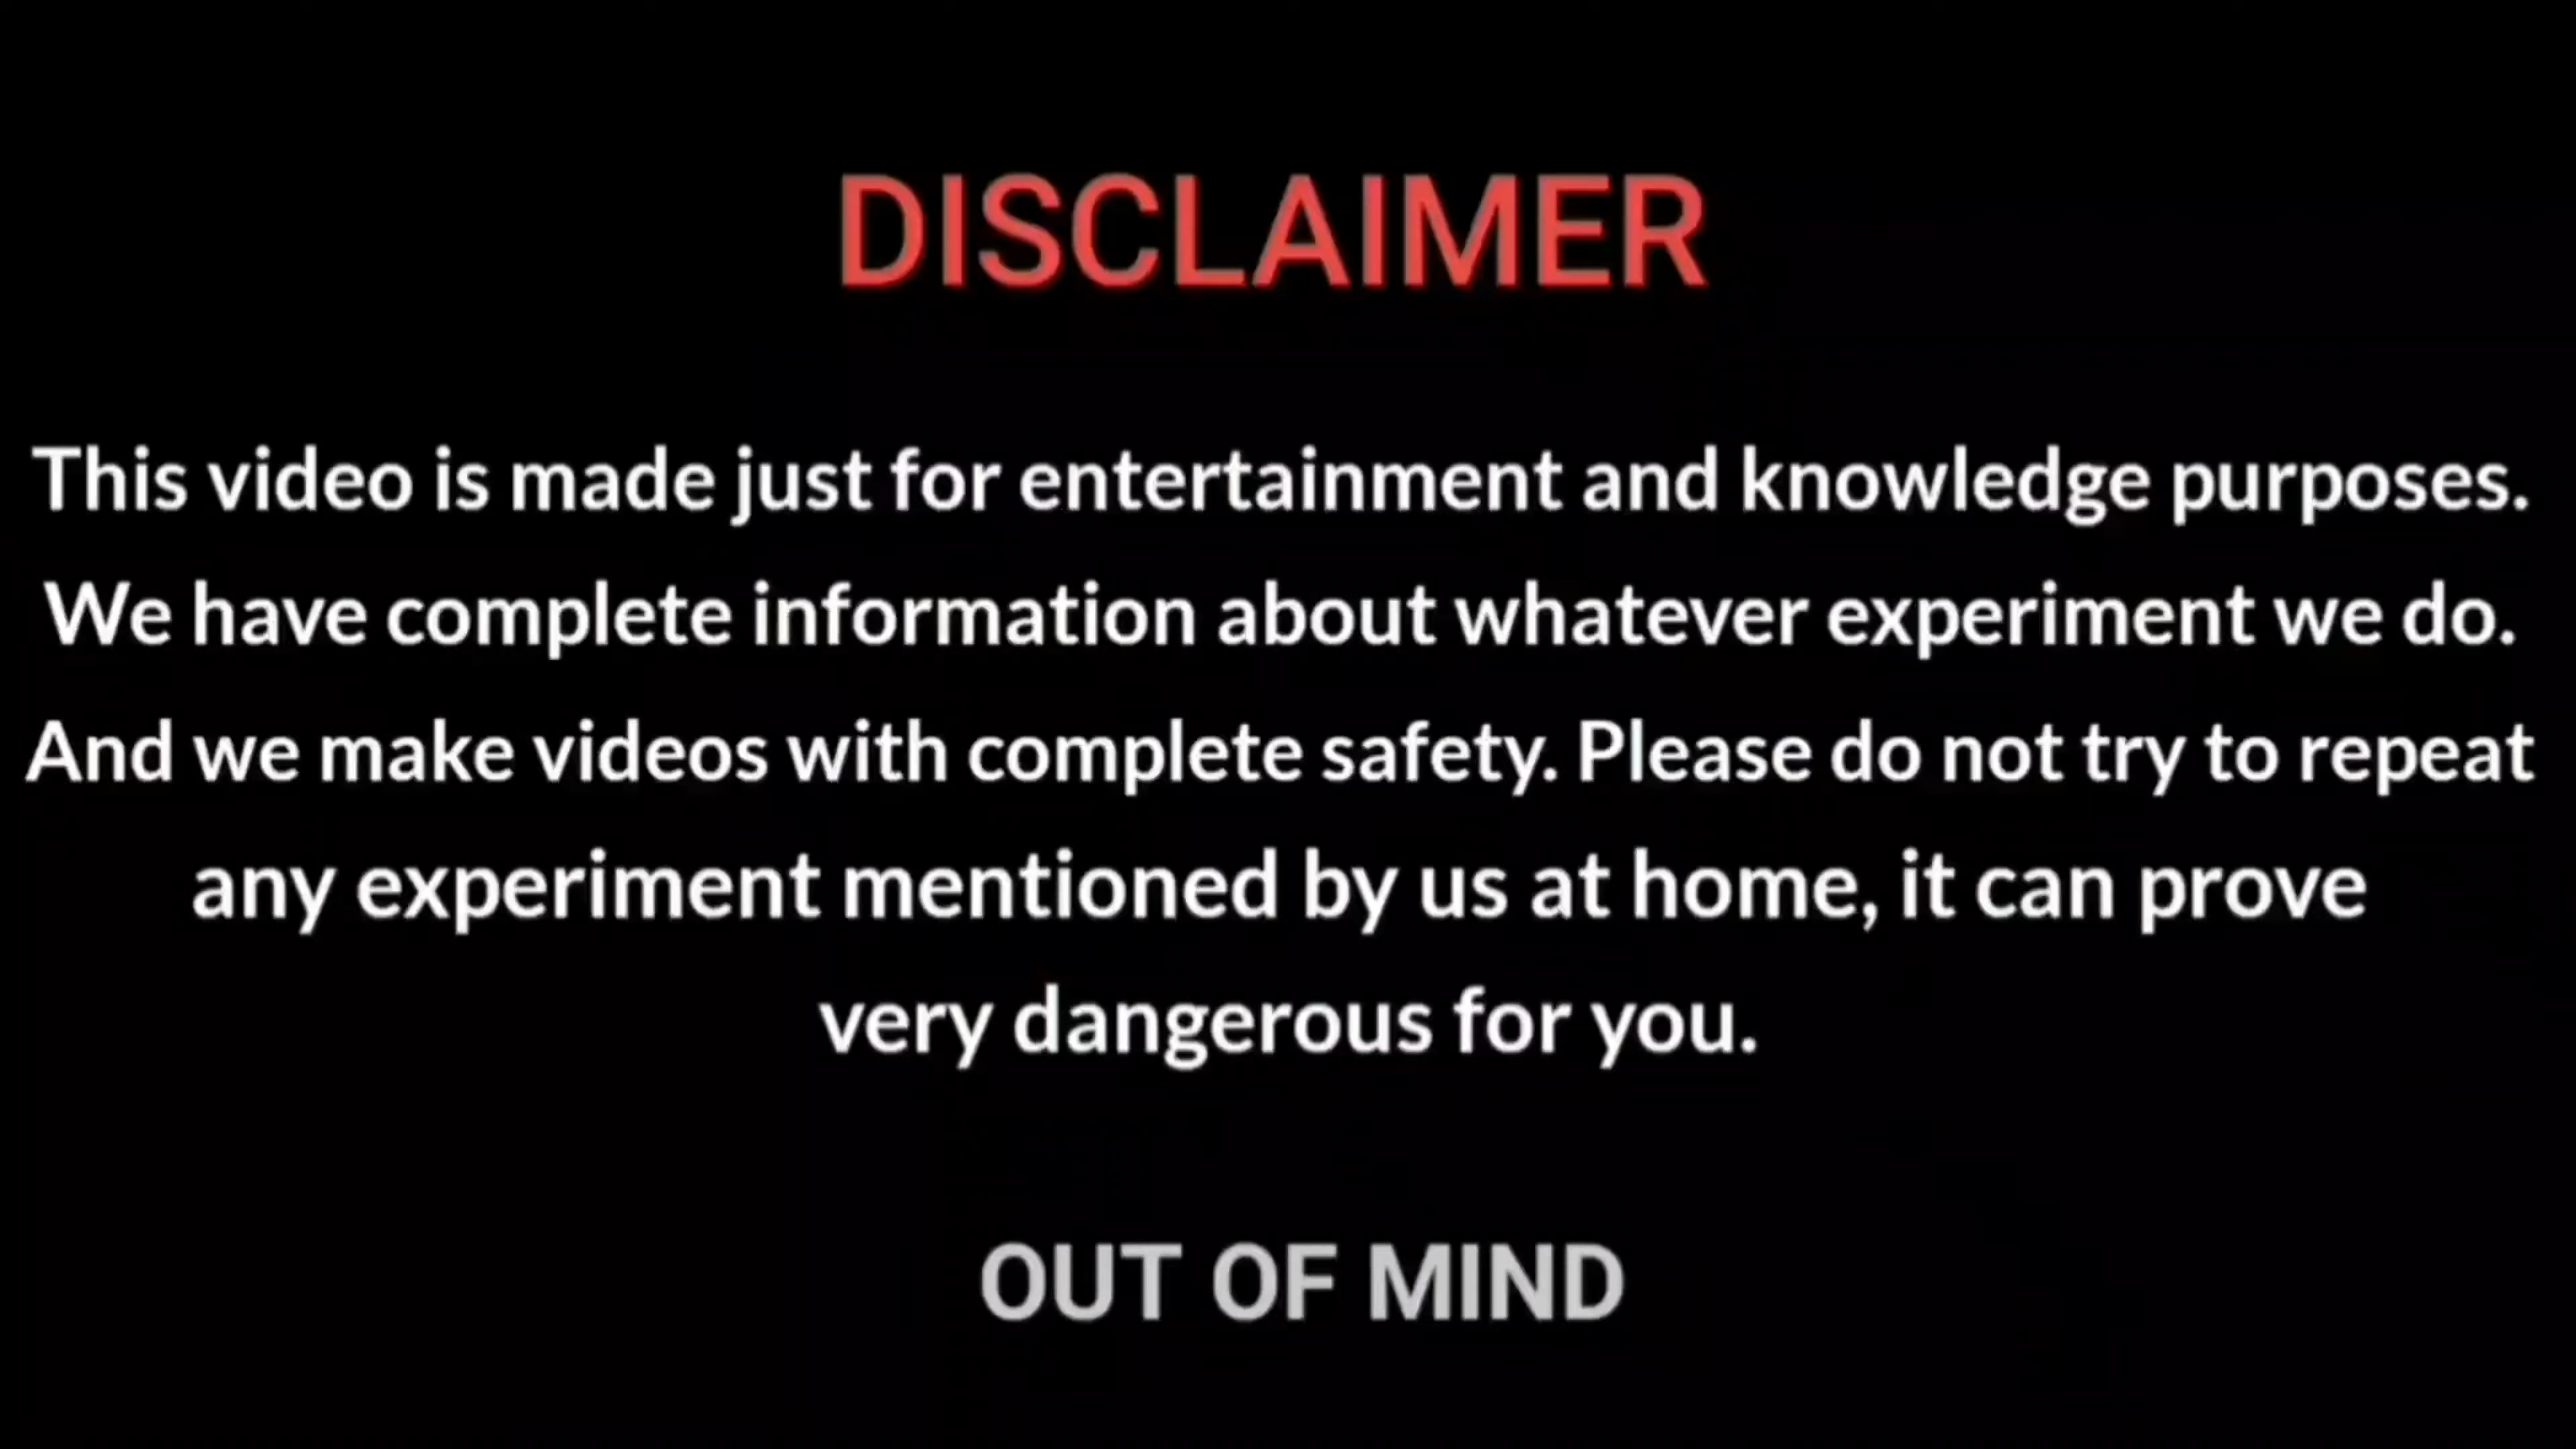 DISCLAIMER
This video is made just for entertainment and knowledge purposes.
We have complete information about whatever experiment we do.
And we make videos with complete safety. Please do not try to repeat
any experiment mentioned by us at home, it can prove
very dangerous for you.
OUT OF MIND